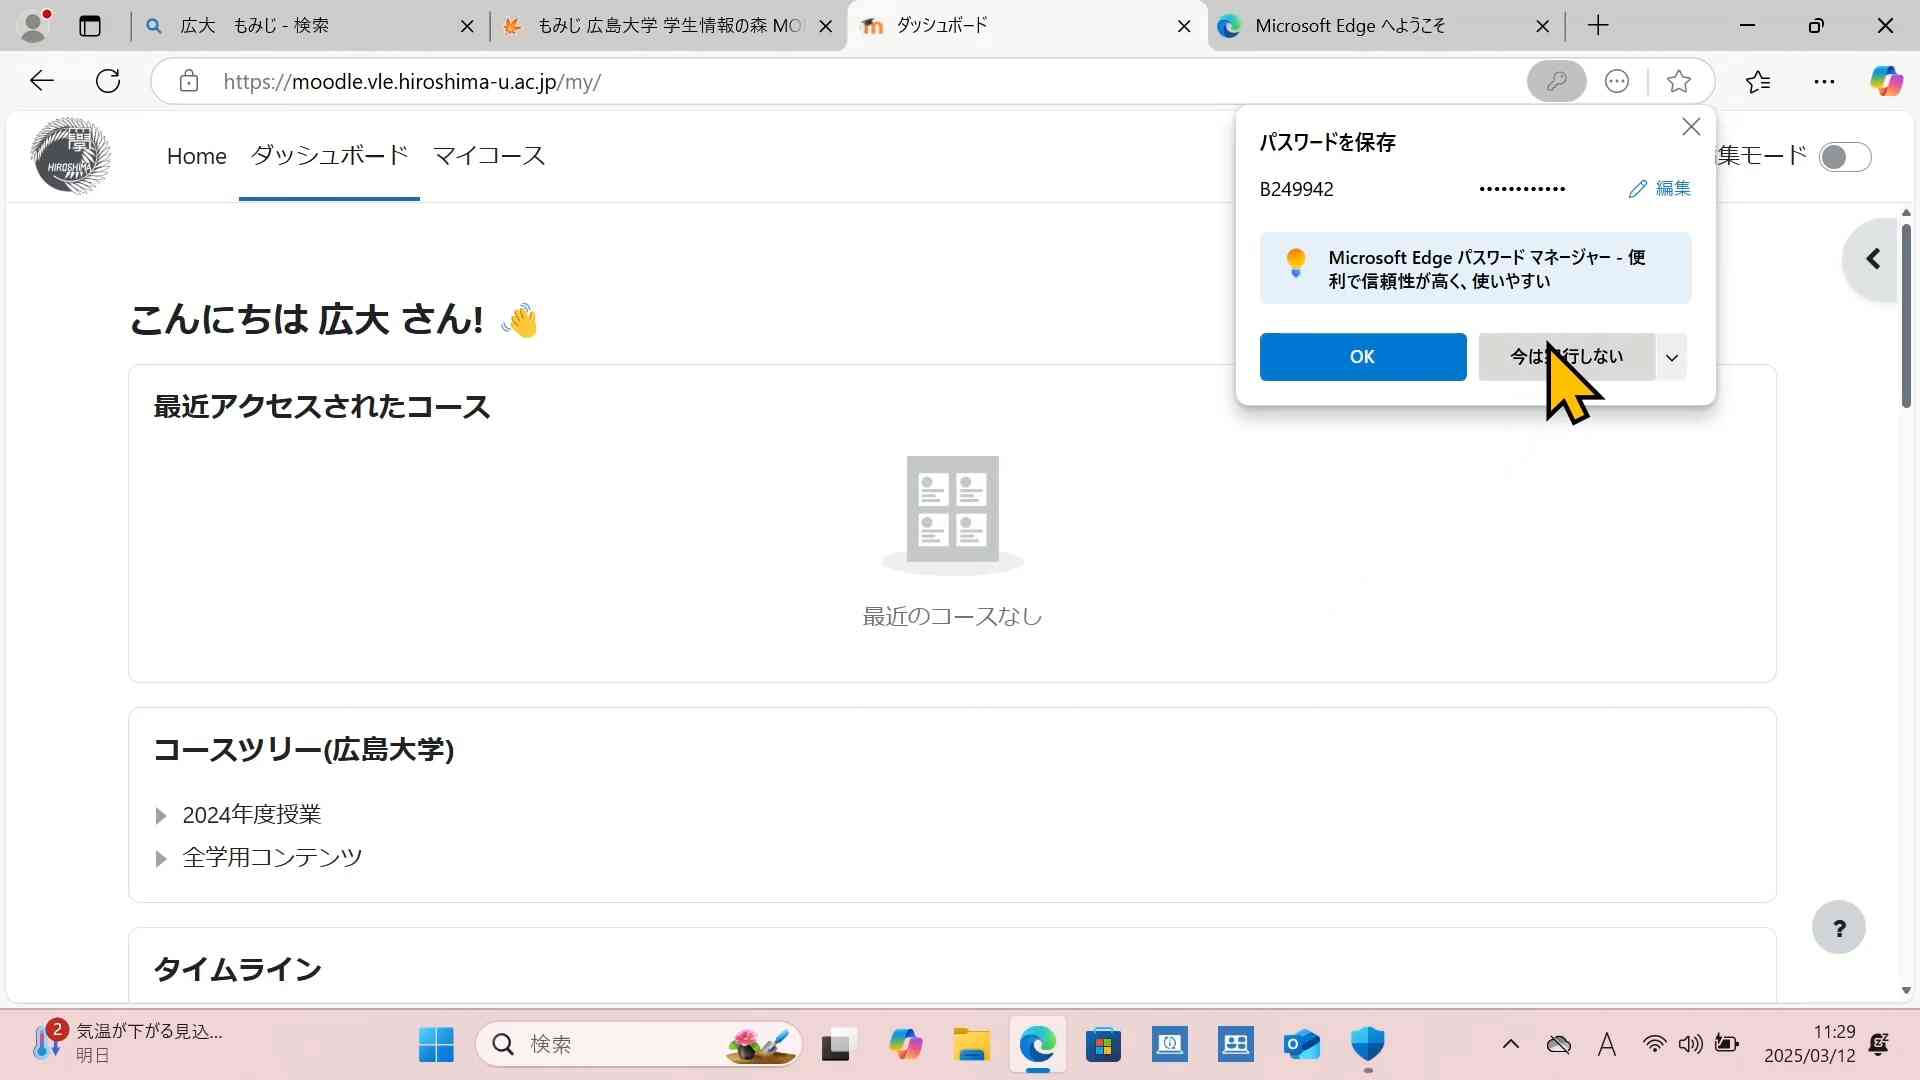 広大　もみじ - 検索
もみじ 広島大学 学生情報の森 MO
ダッシュボード
Microsoft Edge へようこそ
https://moodle.vle.hiroshima-u.ac.jp/my/
HIROSHIMA
Home
ダッシュボード
マイコース
集モード
パスワードを保存
B249942
••••••••••••
編集
Microsoft Edge パスワード マネージャー - 便
利で信頼性が高く、使いやすい
OK
今は実行しない
こんにちは 広大 さん! 👋
最近アクセスされたコース
最近のコースなし
コースツリー(広島大学)
2024年度授業
全学用コンテンツ
タイムライン
?
2
気温が下がる見込...
明日
検索
A
11:29
2025/03/12